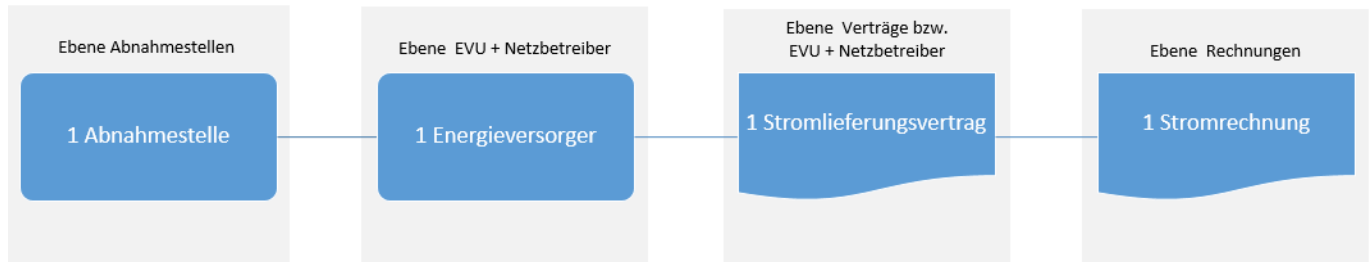 Ebene Abnahmestellen
1 Abnahmestelle
Ebene EVU + Netzbetreiber
1 Energieversorger
Ebene Verträge bzw.
EVU + Netzbetreiber
1 Stromlieferungsvertrag
Ebene Rechnungen
1 Stromrechnung